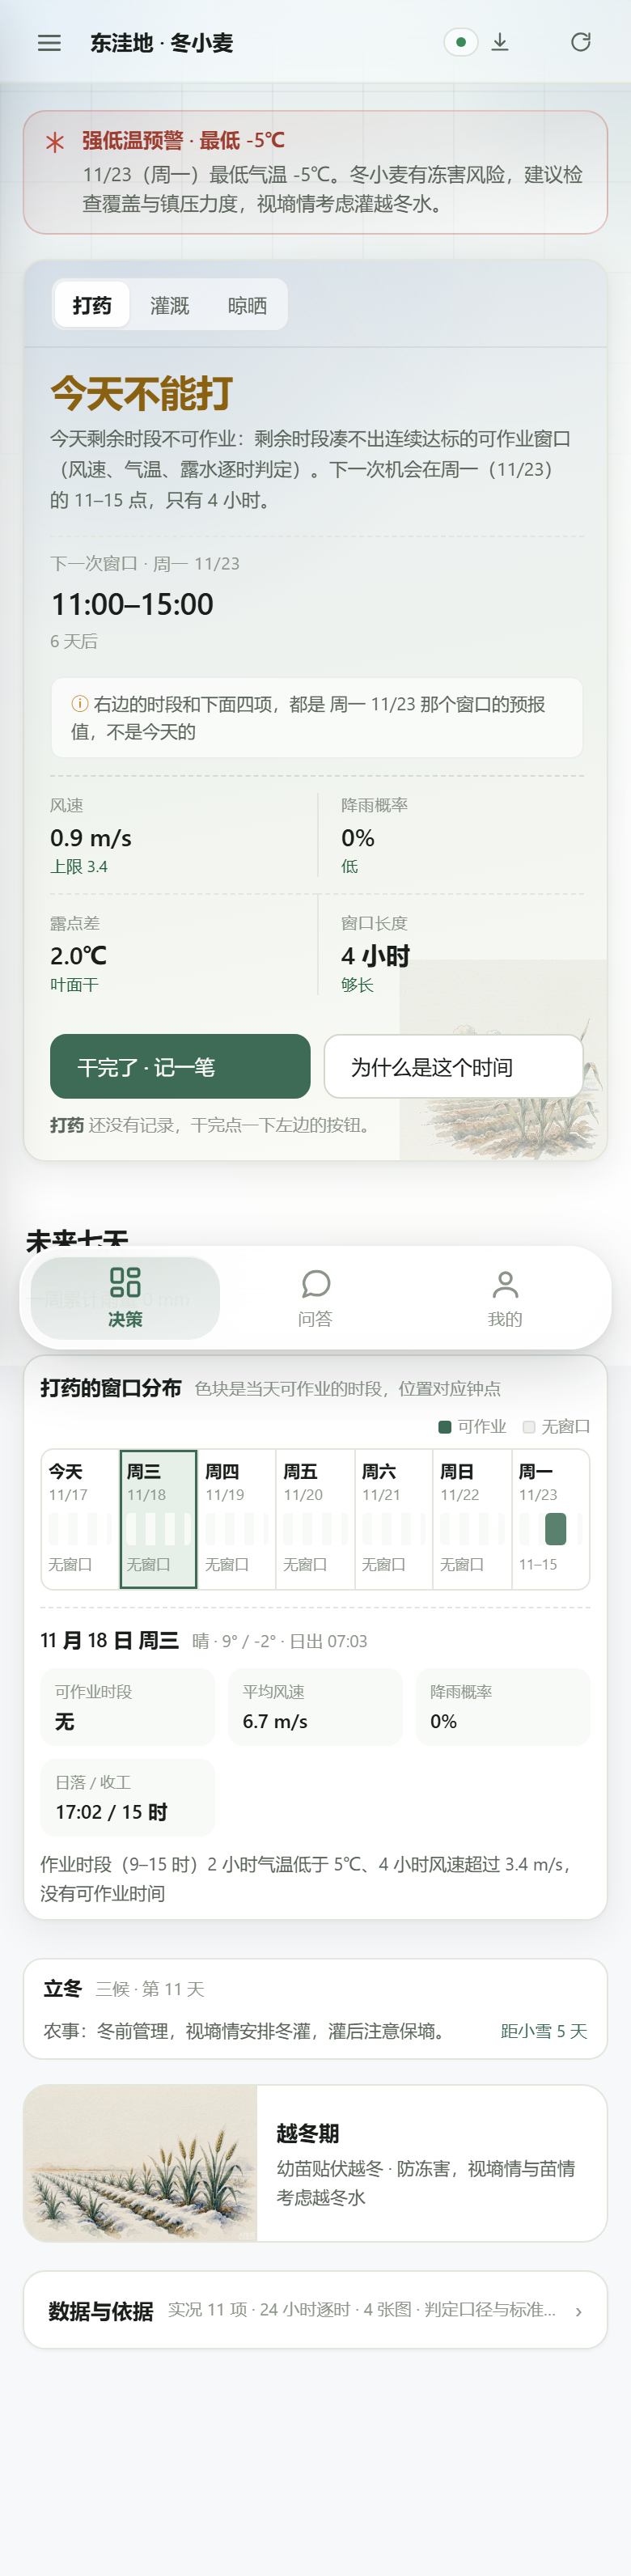 东洼地 · 冬小麦
强低温预警 · 最低 -5℃
11/23（周一）最低气温 -5℃。冬小麦有冻害风险，建议检
查覆盖与镇压力度，视墒情考虑灌越冬水。
打药 灌溉 晾晒
今天不能打
今天剩余时段不可作业：剩余时段凑不出连续达标的可作业窗口
（风速、气温、露水逐时判定）。下一次机会在周一（11/23）
的 11–15 点，只有 4 小时。
下一次窗口 · 周一 11/23
11:00–15:00
6 天后
右边的时段和下面四项，都是 周一 11/23 那个窗口的预报
值，不是今天的
风速 降雨概率
0.9 m/s 0%
上限 3.4 低
露点差 窗口长度
2.0℃ 4 小时
叶面干 够长
干完了 · 记一笔 为什么是这个时间
打药 还没有记录，干完点一下左边的按钮。
未来七天
一周累计 0 mm
决策 问答 我的
打药的窗口分布 色块是当天可作业的时段，位置对应钟点
可作业 无窗口
今天 周三 周四 周五 周六 周日 周一
11/17 11/18 11/19 11/20 11/21 11/22 11/23
无窗口 无窗口 无窗口 无窗口 无窗口 无窗口 11–15
11 月 18 日 周三 晴 · 9° / -2° · 日出 07:03
可作业时段 平均风速 降雨概率
无 6.7 m/s 0%
日落 / 收工
17:02 / 15 时
作业时段（9–15 时）2 小时气温低于 5℃、4 小时风速超过 3.4 m/s，
没有可作业时间
立冬 三候 · 第 11 天
农事：冬前管理，视墒情安排冬灌，灌后注意保墒。 距小雪 5 天
越冬期
幼苗贴伏越冬 · 防冻害，视墒情与苗情
考虑越冬水
数据与依据 实况 11 项 · 24 小时逐时 · 4 张图 · 判定口径与标准... ›